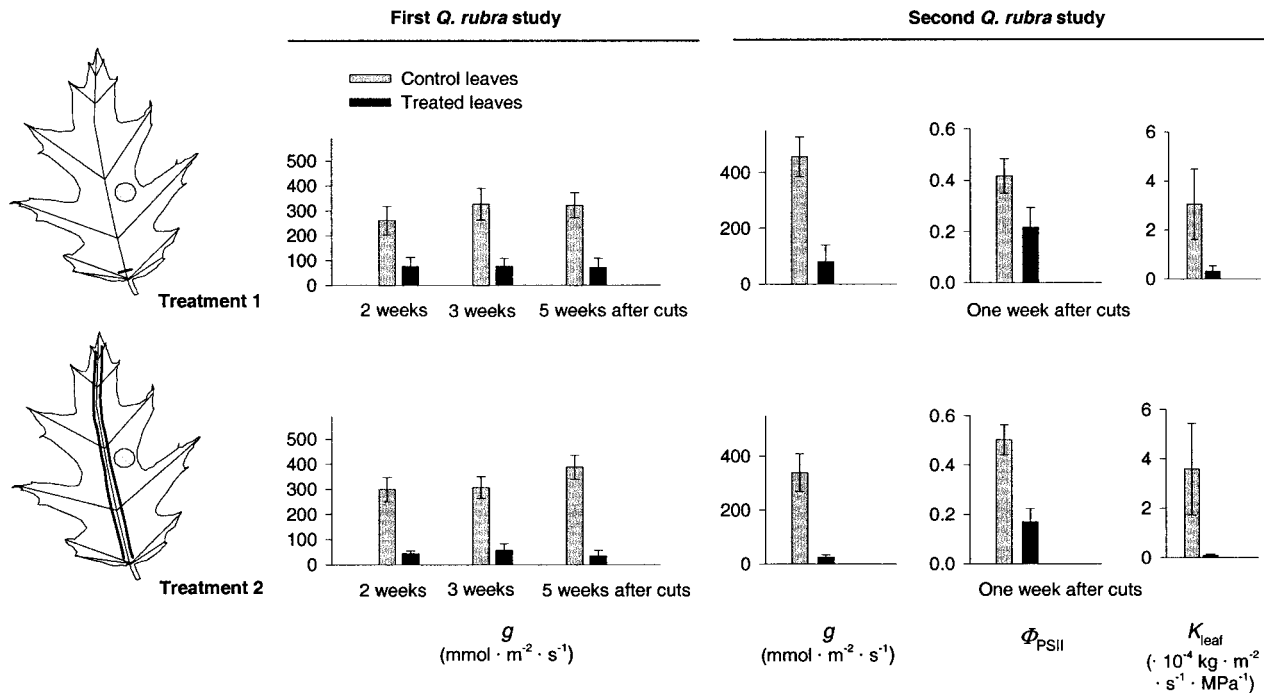 First Q. rubra study
Second Q. rubra study
Control leaves
Treated leaves
500
400
300
200
100
0
2 weeks 3 weeks 5 weeks after cuts
400
200
0
0.6
0.4
0.2
0.0
One week after cuts
6
4
2
0
Treatment 1
500
400
300
200
100
0
2 weeks 3 weeks 5 weeks after cuts
400
200
0
0.6
0.4
0.2
0.0
One week after cuts
6
4
2
0
Treatment 2
g
(mmol · m⁻² · s⁻¹)
g
(mmol · m⁻² · s⁻¹)
Φ_PSII
K_leaf
(· 10⁻⁴ kg · m⁻²
· s⁻¹ · MPa⁻¹)